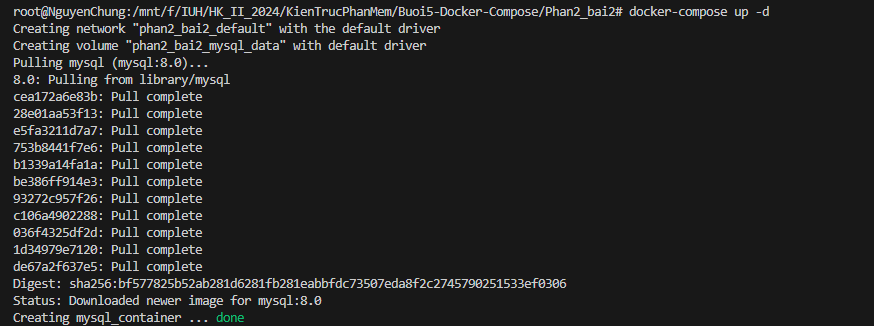 root@NguyenChung:/mnt/f/IUH/HK_II_2024/KienTrucPhanMem/Buoi5-Docker-Compose/Phan2_bai2# docker-compose up -d
Creating network "phan2_bai2_default" with the default driver
Creating volume "phan2_bai2_mysql_data" with default driver
Pulling mysql (mysql:8.0)...
8.0: Pulling from library/mysql
cea172a6e83b: Pull complete
28e01aa53f13: Pull complete
e5fa3211d7a7: Pull complete
753b8441f7e6: Pull complete
b1339a14fa1a: Pull complete
be386ff914e3: Pull complete
93272c957f26: Pull complete
c106a4902288: Pull complete
036f4325df2d: Pull complete
1d34979e7120: Pull complete
de67a2f637e5: Pull complete
Digest: sha256:bf577825b52ab281d6281fb281eabbfdc73507eda8f2c2745790251533ef0306
Status: Downloaded newer image for mysql:8.0
Creating mysql_container ... done